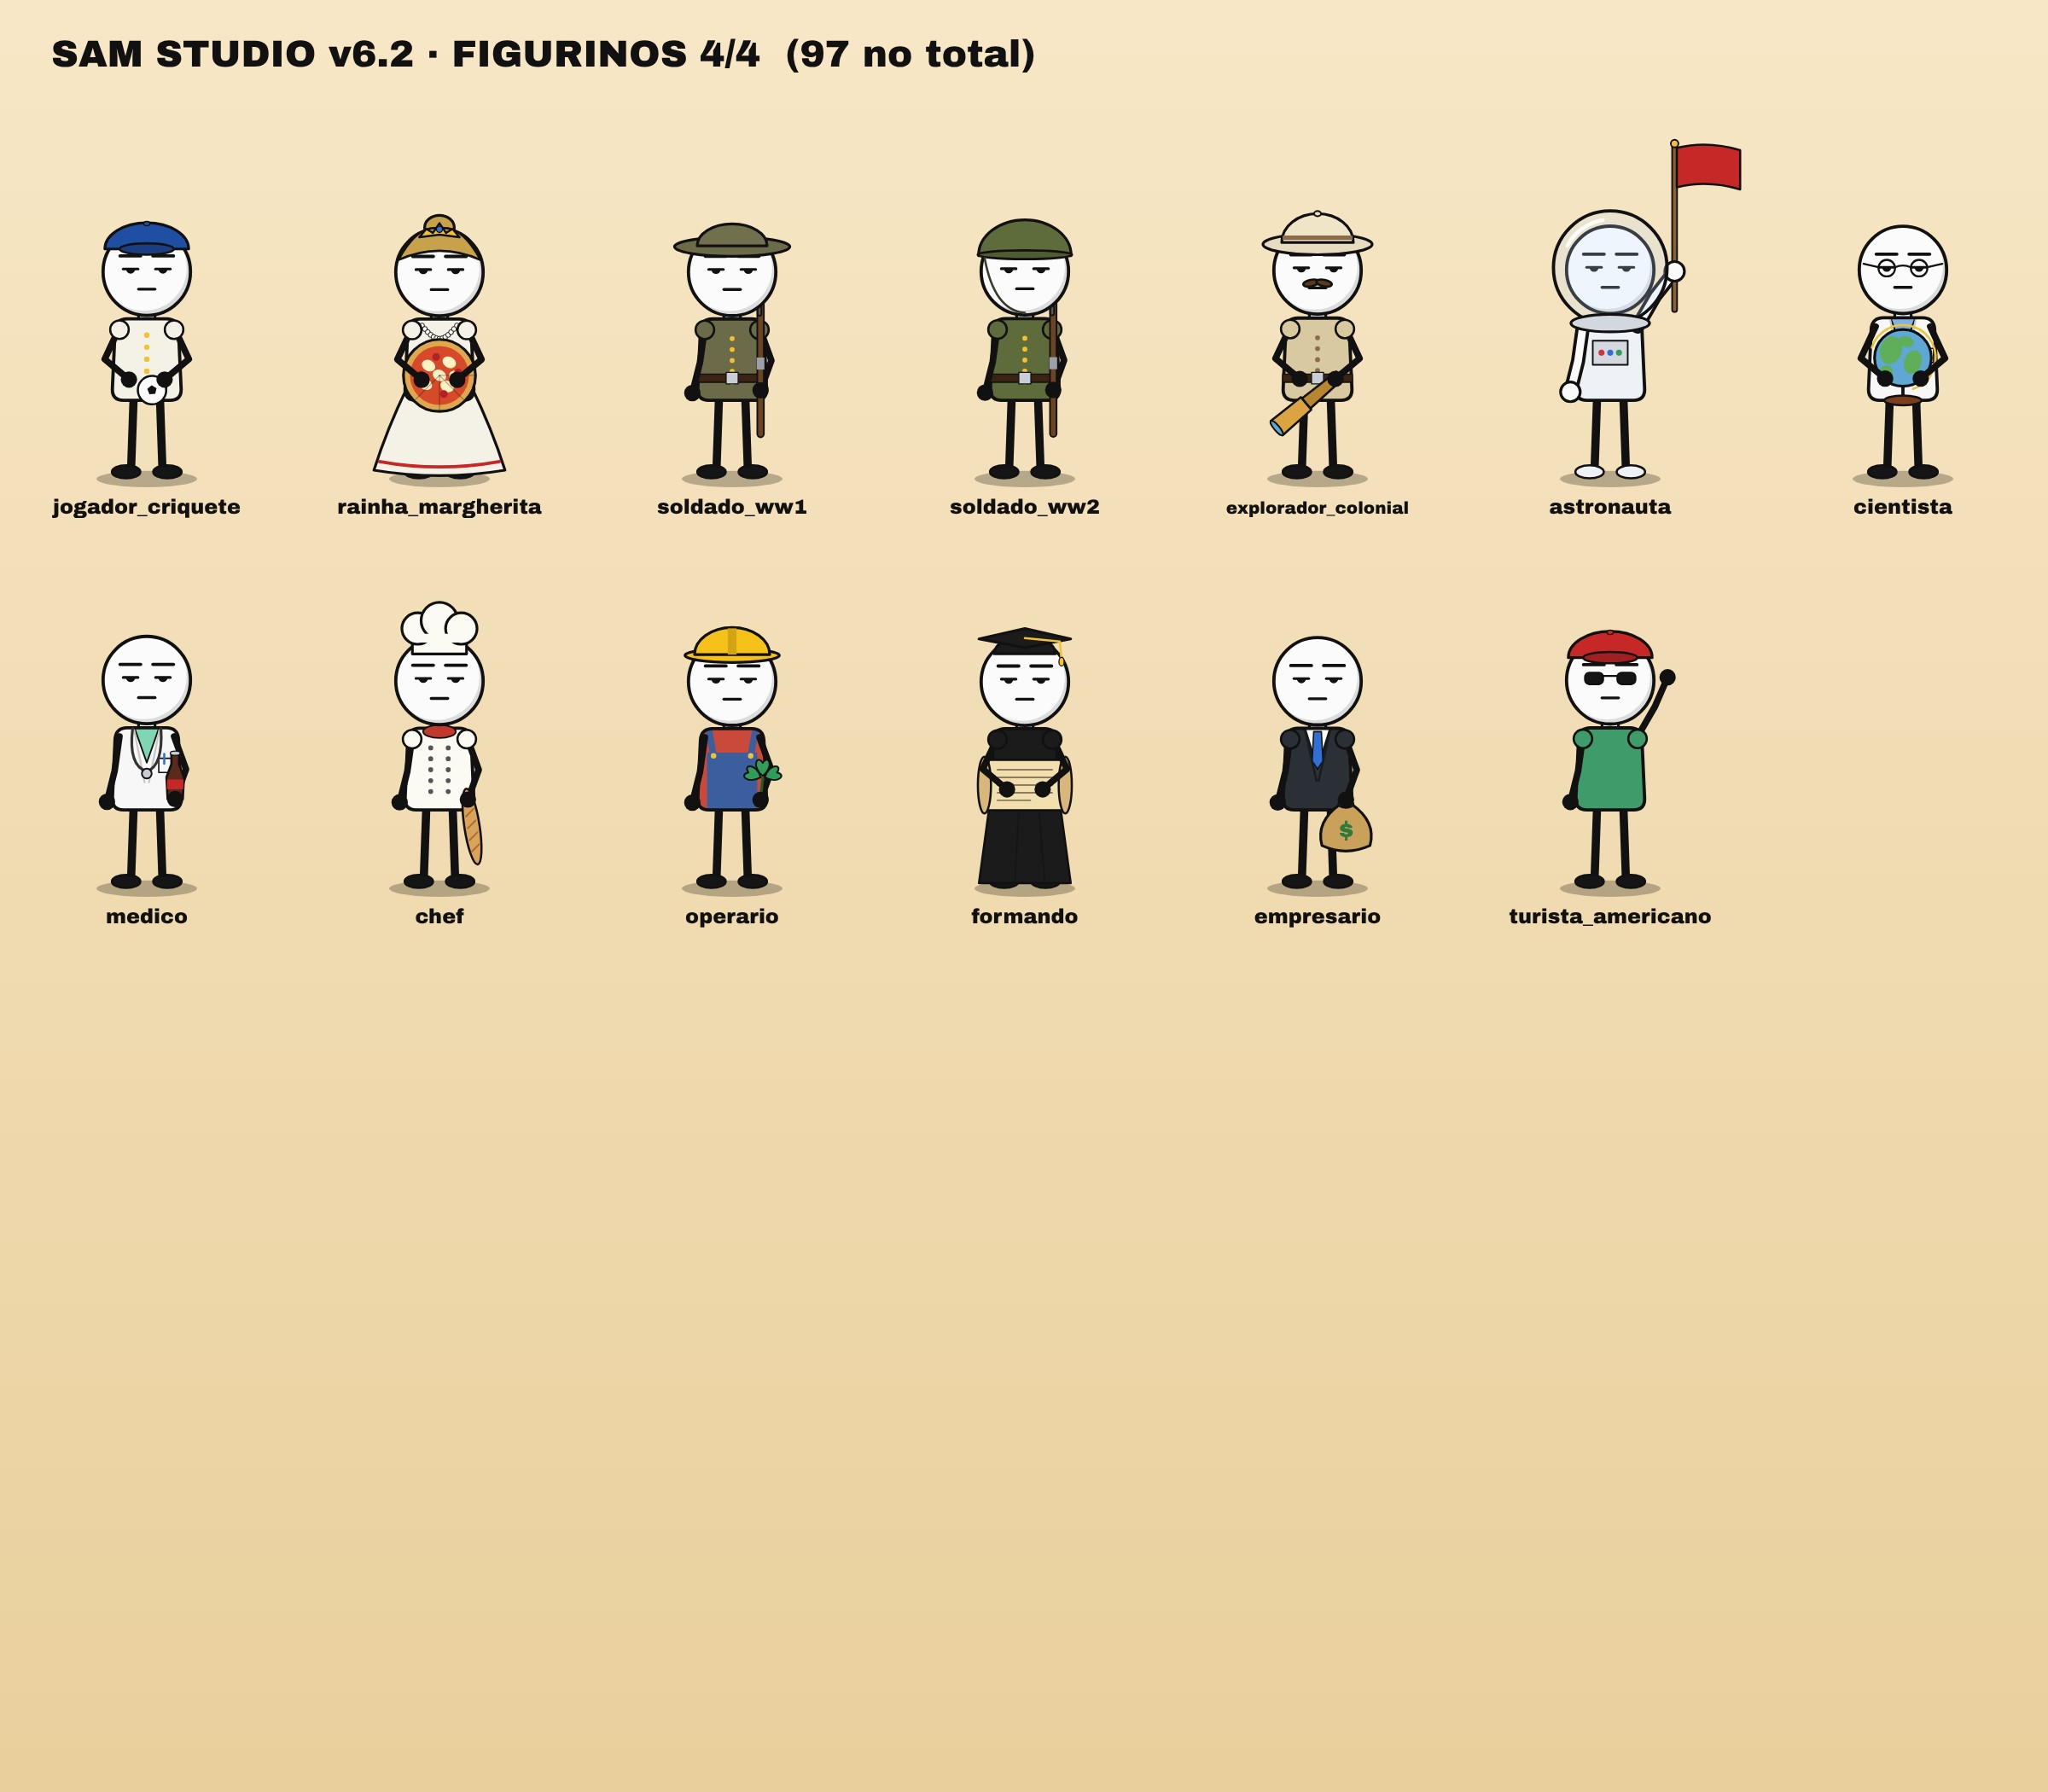 SAM STUDIO v6.2 · FIGURINOS 4/4 (97 no total)
jogador_criquete rainha_margherita soldado_ww1 soldado_ww2 explorador_colonial astronauta cientista
$
medico chef operario formando empresario turista_americano